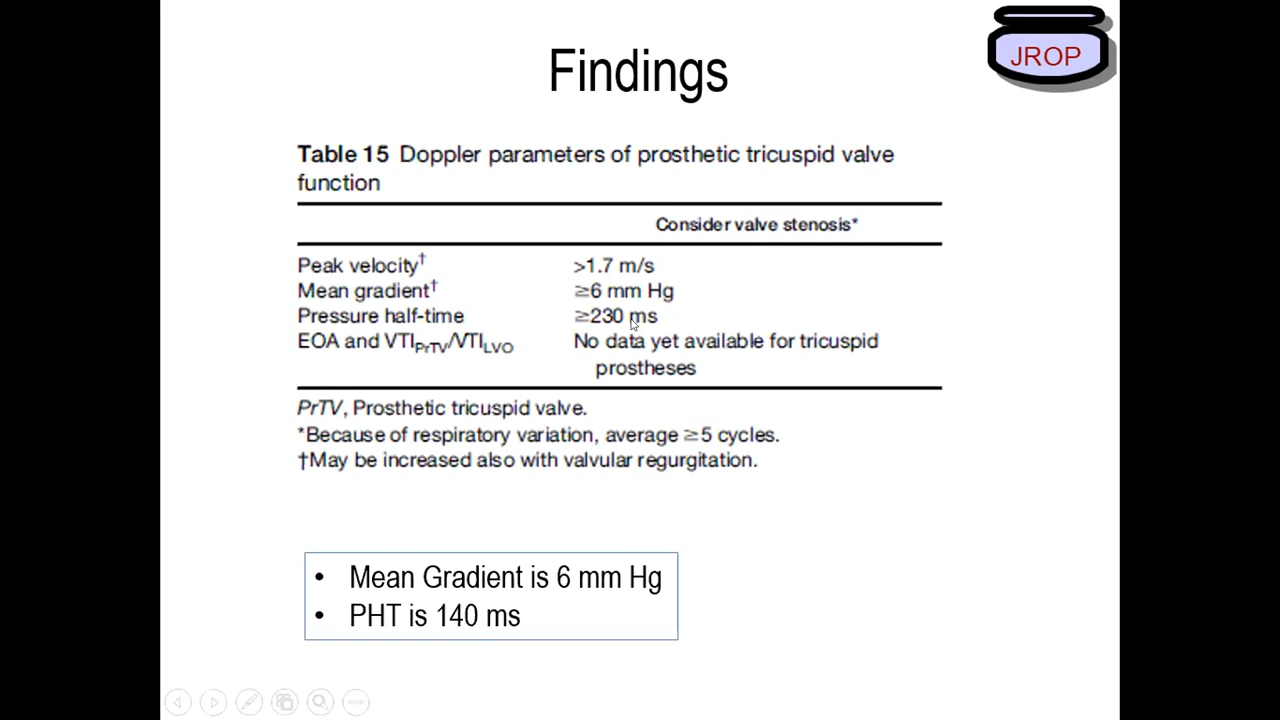 JROP
Findings
Table 15 Doppler parameters of prosthetic tricuspid valve
function
Consider valve stenosis*
Peak velocity† >1.7 m/s
Mean gradient† ≥6 mm Hg
Pressure half-time ≥230 ms
EOA and VTIPrTV/VTILVO No data yet available for tricuspid
prostheses
PrTV, Prosthetic tricuspid valve.
*Because of respiratory variation, average ≥5 cycles.
†May be increased also with valvular regurgitation.
• Mean Gradient is 6 mm Hg
• PHT is 140 ms